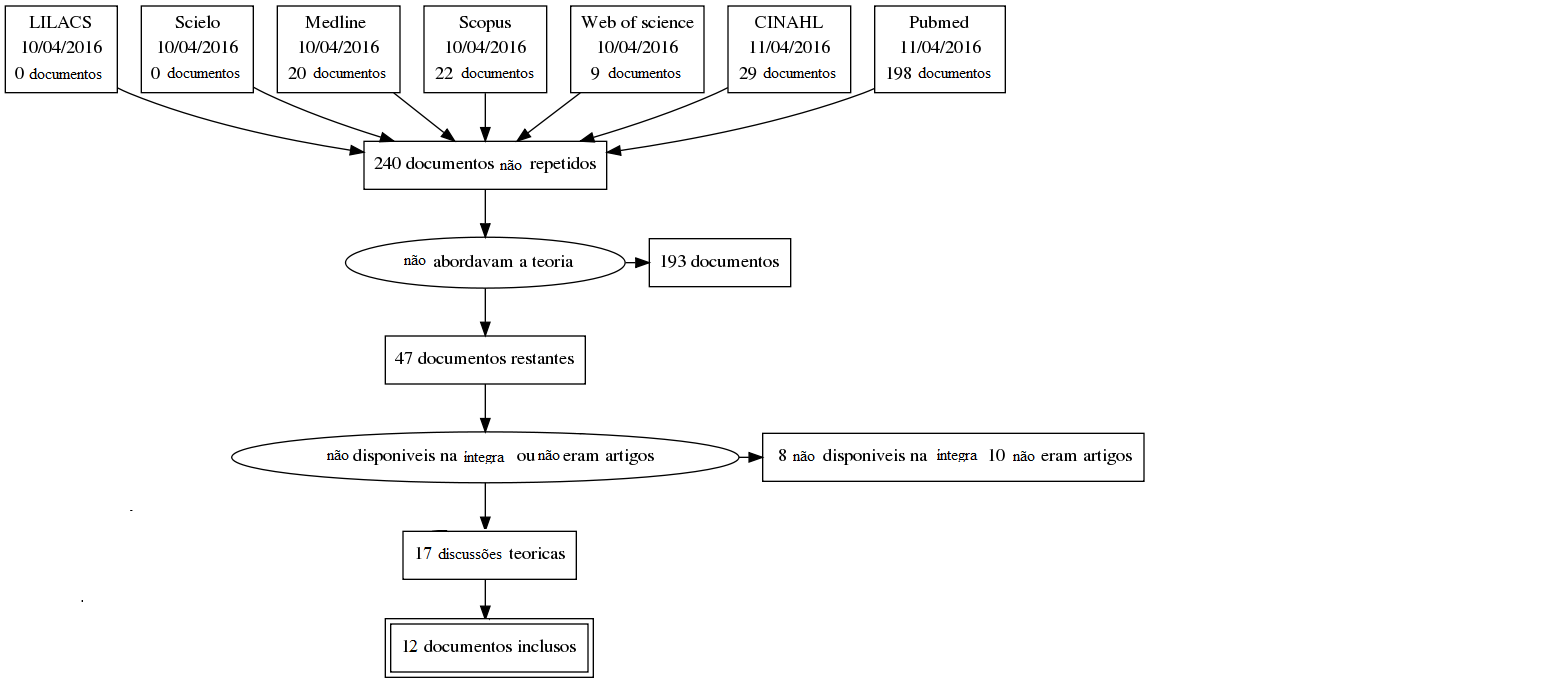 LILACS
10/04/2016
0 documentos
Scielo
10/04/2016
0 documentos
Medline
10/04/2016
20 documentos
Scopus
10/04/2016
22 documentos
Web of science
10/04/2016
9 documentos
CINAHL
11/04/2016
29 documentos
Pubmed
11/04/2016
198 documentos
240 documentos não repetidos
não abordavam a teoria
193 documentos
47 documentos restantes
não disponiveis na íntegra ou não eram artigos
8 não disponiveis na íntegra 10 não eram artigos
17 discussões teoricas
12 documentos inclusos